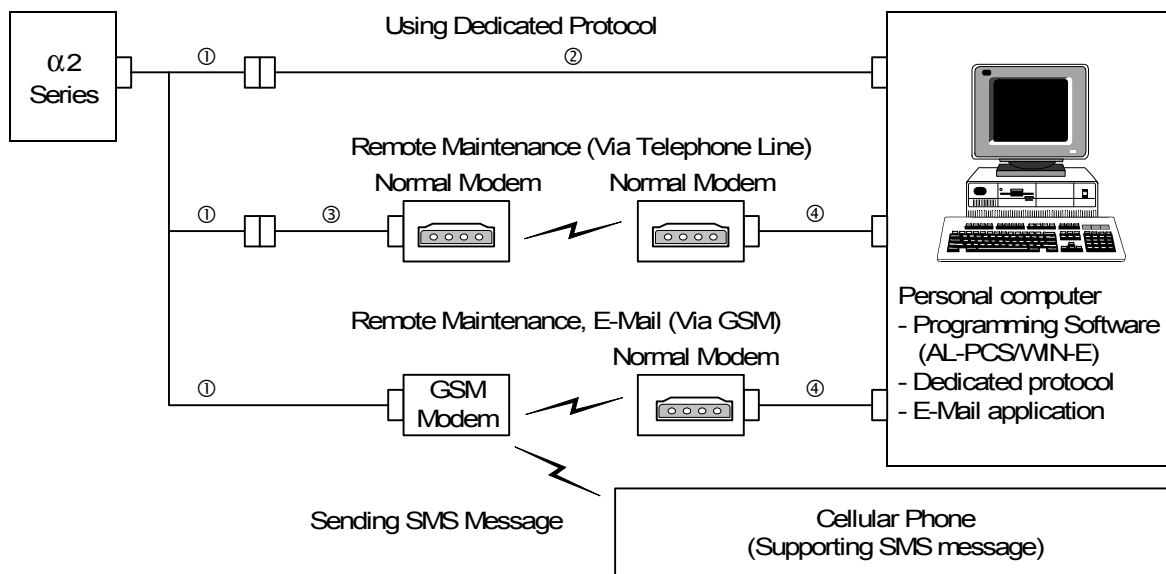 α2
Series
Using Dedicated Protocol
①
②
Remote Maintenance (Via Telephone Line)
Normal Modem
Normal Modem
①
③
④
Remote Maintenance, E-Mail (Via GSM)
Normal Modem
①
GSM
Modem
④
Personal computer
- Programming Software
(AL-PCS/WIN-E)
- Dedicated protocol
- E-Mail application
Sending SMS Message
Cellular Phone
(Supporting SMS message)